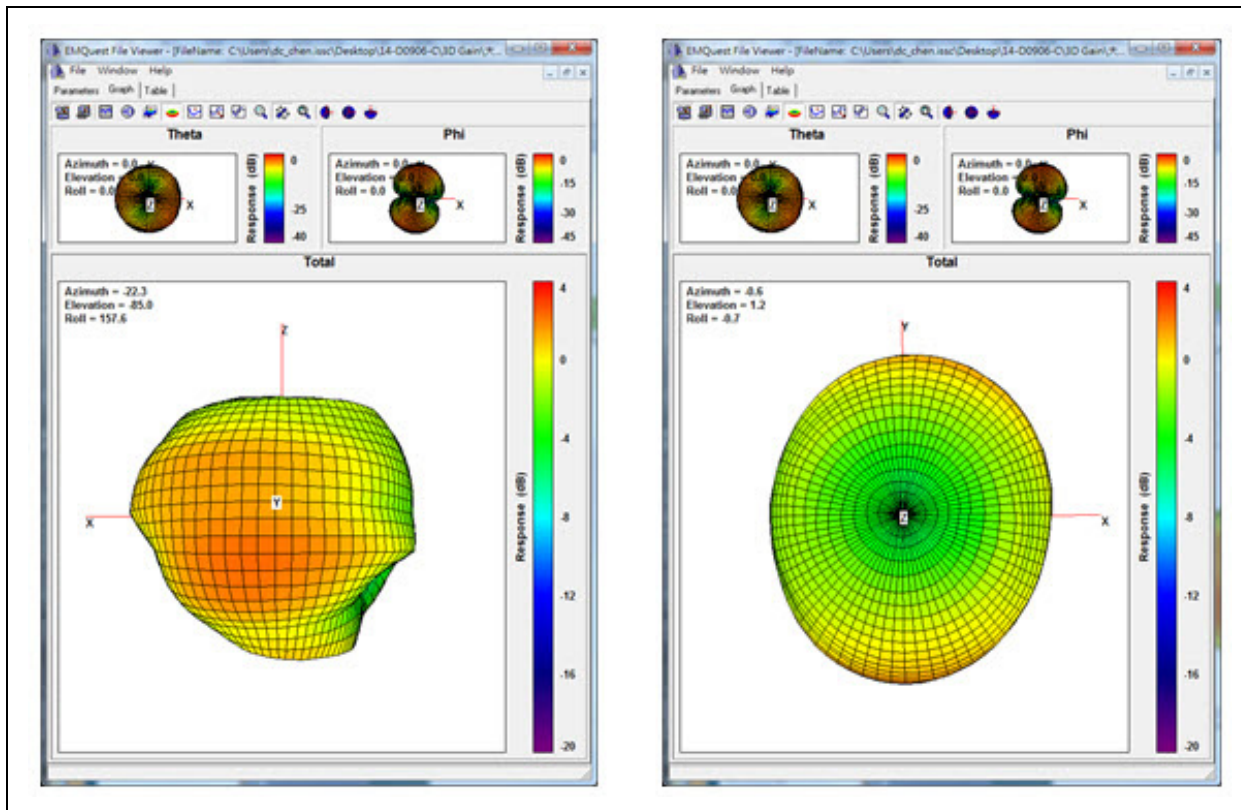 EMQuest File Viewer - [FileName: C:\Users\dc_chen.issc\Desktop\14-D0906-C\3D Gain\大...
File Window Help
Parameters Graph Table
Theta
Phi
Azimuth = 0.0
Elevation =
Roll = 0.0
Z
X
Response (dB)
0
-25
-40
Azimuth = 0.0
Elevation =
Roll = 0.0
Z
X
Response (dB)
0
-15
-30
-45
Total
Azimuth = -22.3
Elevation = -85.0
Roll = 157.6
Z
Y
X
Response (dB)
4
0
-4
-8
-12
-16
-20
EMQuest File Viewer - [FileName: C:\Users\dc_chen.issc\Desktop\14-D0906-C\3D Gain\大...
File Window Help
Parameters Graph Table
Theta
Phi
Azimuth = 0.0
Elevation =
Roll = 0.0
Z
X
Response (dB)
0
-25
-40
Azimuth = 0.0
Elevation =
Roll = 0.0
Z
X
Response (dB)
0
-15
-30
-45
Total
Azimuth = -0.6
Elevation = 1.2
Roll = -0.7
Y
Z
X
Response (dB)
4
0
-4
-8
-12
-16
-20